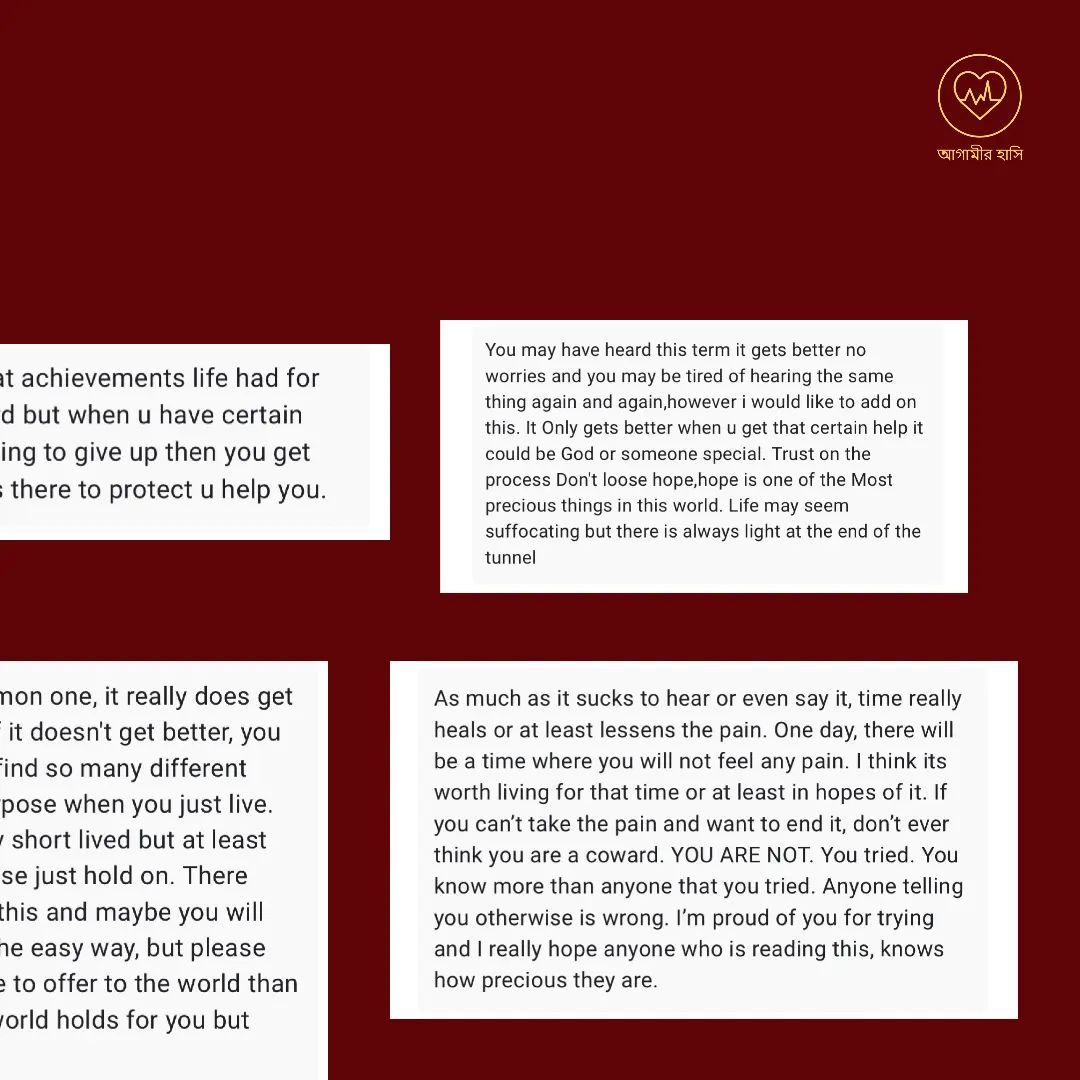 আগামীর হাসি
at achievements life had for
d but when u have certain
ing to give up then you get
s there to protect u help you.
You may have heard this term it gets better no
worries and you may be tired of hearing the same
thing again and again,however i would like to add on
this. It Only gets better when u get that certain help it
could be God or someone special. Trust on the
process Don't loose hope,hope is one of the Most
precious things in this world. Life may seem
suffocating but there is always light at the end of the
tunnel
mon one, it really does get
it doesn't get better, you
find so many different
pose when you just live.
short lived but at least
se just hold on. There
this and maybe you will
he easy way, but please
e to offer to the world than
world holds for you but
As much as it sucks to hear or even say it, time really
heals or at least lessens the pain. One day, there will
be a time where you will not feel any pain. I think its
worth living for that time or at least in hopes of it. If
you can’t take the pain and want to end it, don’t ever
think you are a coward. YOU ARE NOT. You tried. You
know more than anyone that you tried. Anyone telling
you otherwise is wrong. I’m proud of you for trying
and I really hope anyone who is reading this, knows
how precious they are.